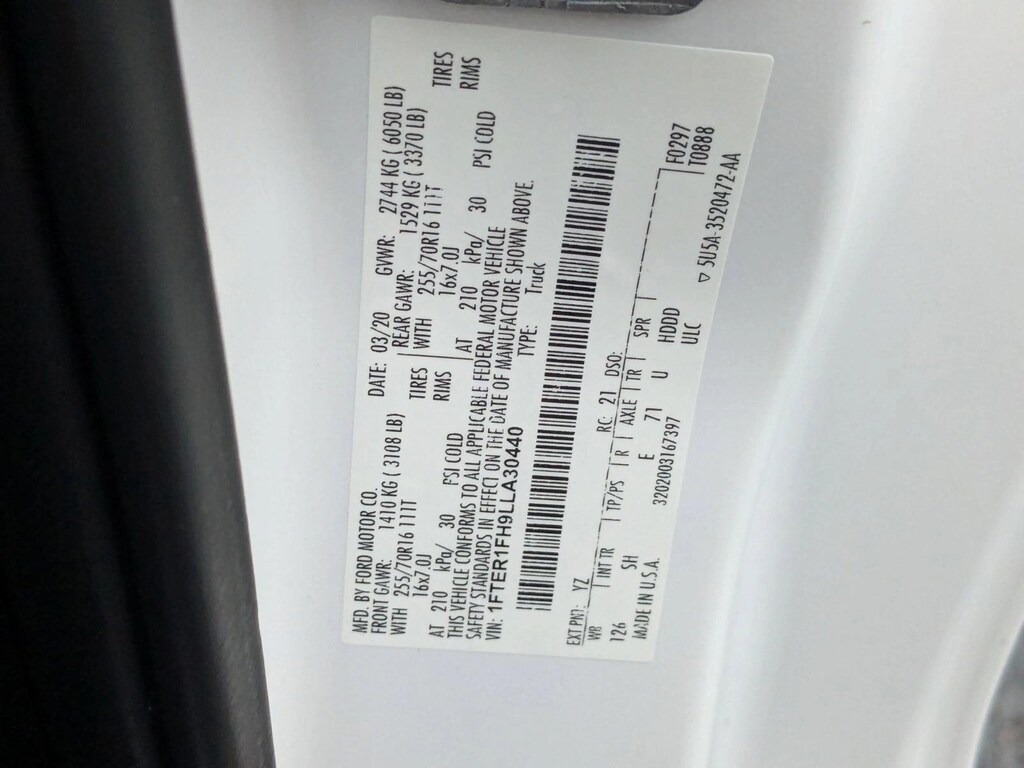 MFD. BY FORD MOTOR CO. DATE: 03/20 GVWR: 2744 KG ( 6050 LB)
FRONT GAWR: 1410 KG ( 3108 LB) REAR GAWR: 1529 KG ( 3370 LB)
WITH 255/70R16 111T TIRES WITH 255/70R16 111T TIRES
16x7.0J RIMS 16x7.0J RIMS
AT 210 kPa/ 30 PSI COLD AT 210 kPa/ 30 PSI COLD
THIS VEHICLE CONFORMS TO ALL APPLICABLE FEDERAL MOTOR VEHICLE
SAFETY STANDARDS IN EFFECT ON THE DATE OF MANUFACTURE SHOWN ABOVE.
VIN: 1FTER1FH9LLA30440 TYPE: Truck
EXT PNT: YZ RC: 21 DSO: F0297
WB INT TR TP/PS R AXLE TR SPR T0888
126 SH E 71 U HDDD
MADE IN U.S.A. 3202003167397 ULC
▽ 5U5A-3520472-AA